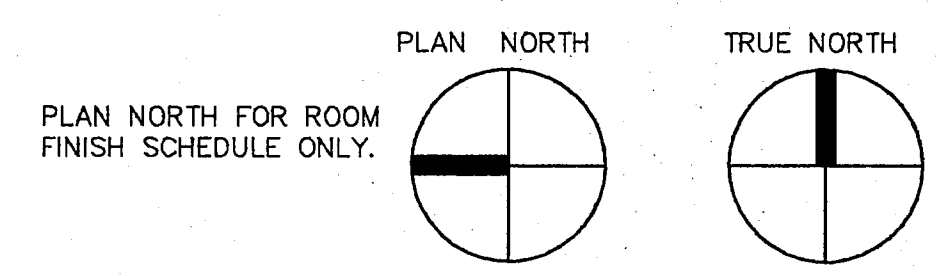 PLAN NORTH
TRUE NORTH
PLAN NORTH FOR ROOM
FINISH SCHEDULE ONLY.